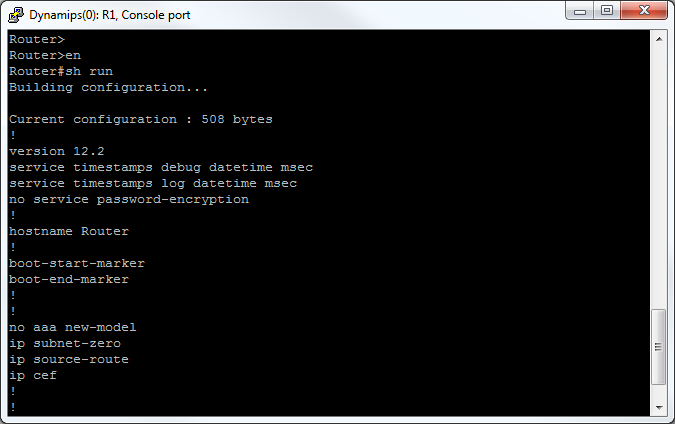 Dynamips(0): R1, Console port
Router>
Router>en
Router#sh run
Building configuration...
Current configuration : 508 bytes
!
version 12.2
service timestamps debug datetime msec
service timestamps log datetime msec
no service password-encryption
!
hostname Router
!
boot-start-marker
boot-end-marker
!
!
no aaa new-model
ip subnet-zero
ip source-route
ip cef
!
!